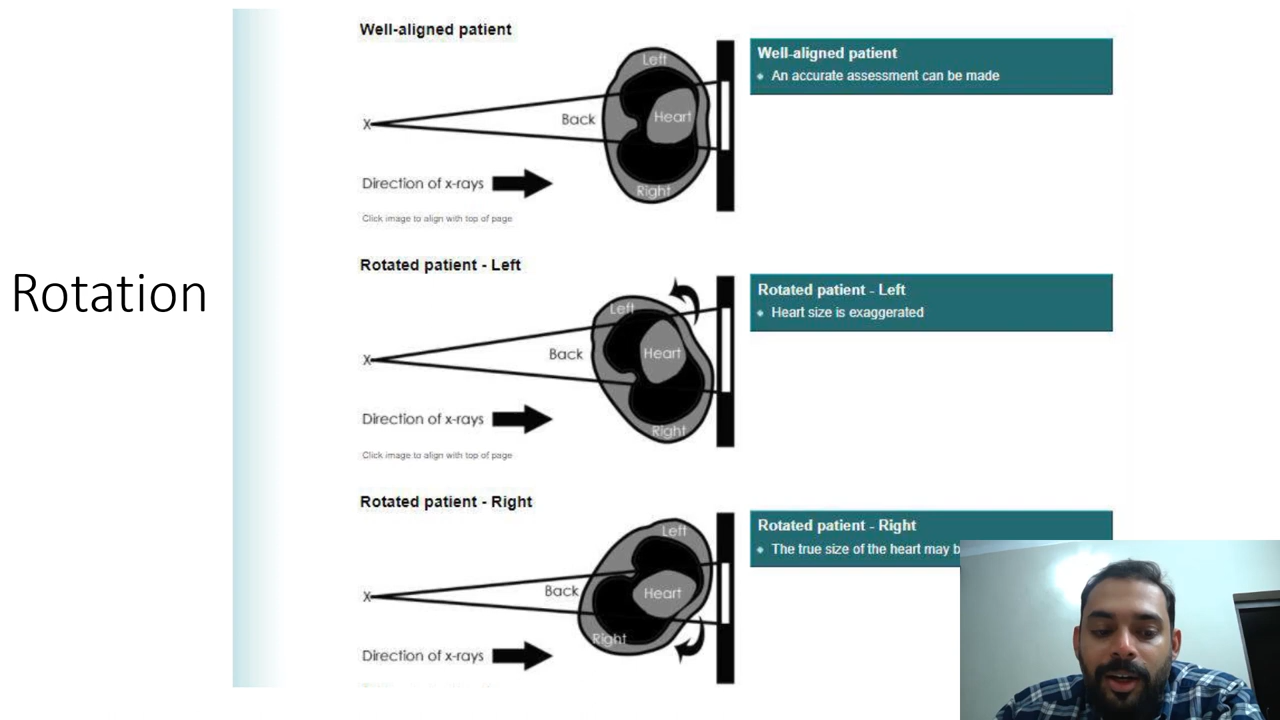 Rotation
Well-aligned patient
Left
Heart
Back
X
Direction of x-rays
Right
Click image to align with top of page
Well-aligned patient
An accurate assessment can be made
Rotated patient - Left
Left
Heart
Back
X
Direction of x-rays
Right
Click image to align with top of page
Rotated patient - Left
Heart size is exaggerated
Rotated patient - Right
Left
Heart
Back
X
Right
Direction of x-rays
Rotated patient - Right
The true size of the heart may